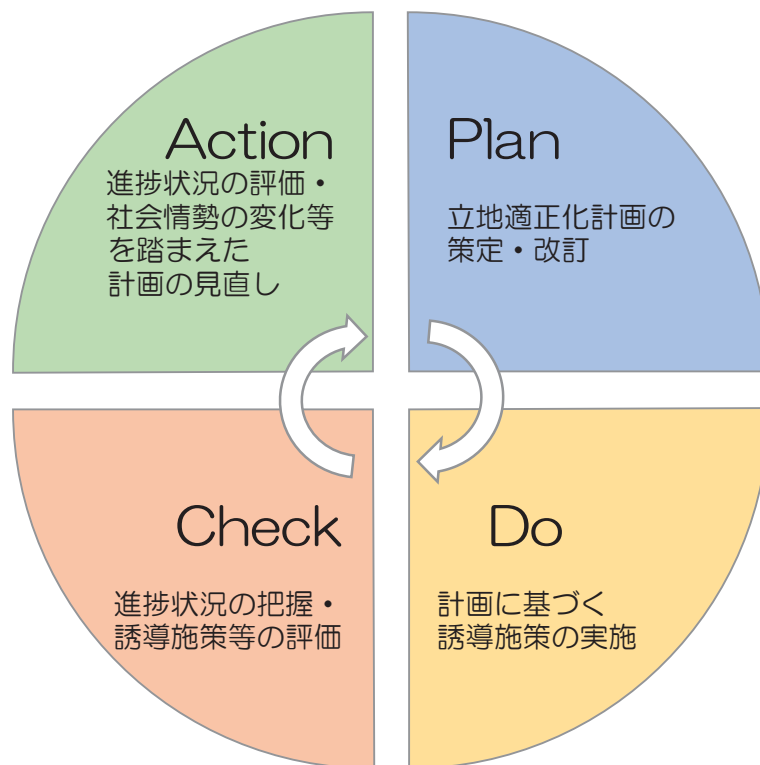 Action
進捗状況の評価・
社会情勢の変化等
を踏まえた
計画の見直し
Plan
立地適正化計画の
策定・改訂
Check
進捗状況の把握・
誘導施策等の評価
Do
計画に基づく
誘導施策の実施